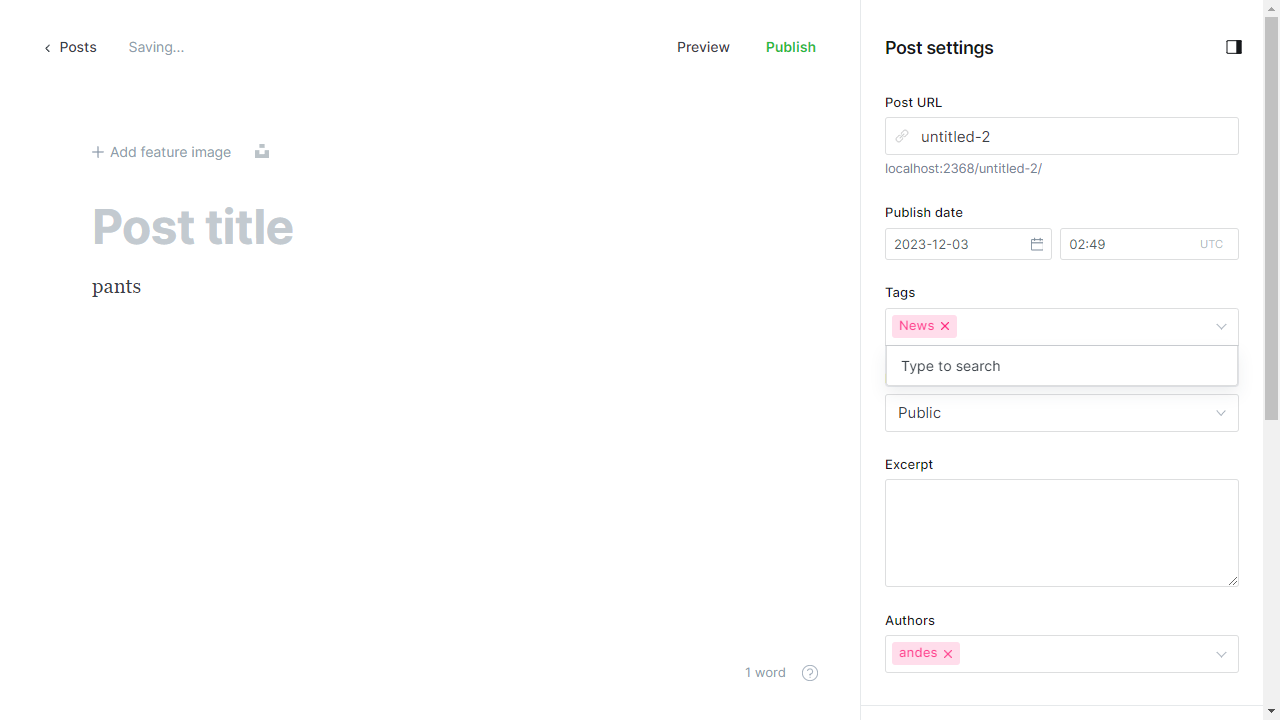 Posts
Saving...
Preview
Publish
Add feature image
Post title
pants
1 word
?
Post settings
Post URL
untitled-2
localhost:2368/untitled-2/
Publish date
2023-12-03
02:49 UTC
Tags
News
Type to search
Public
Excerpt
Authors
andes